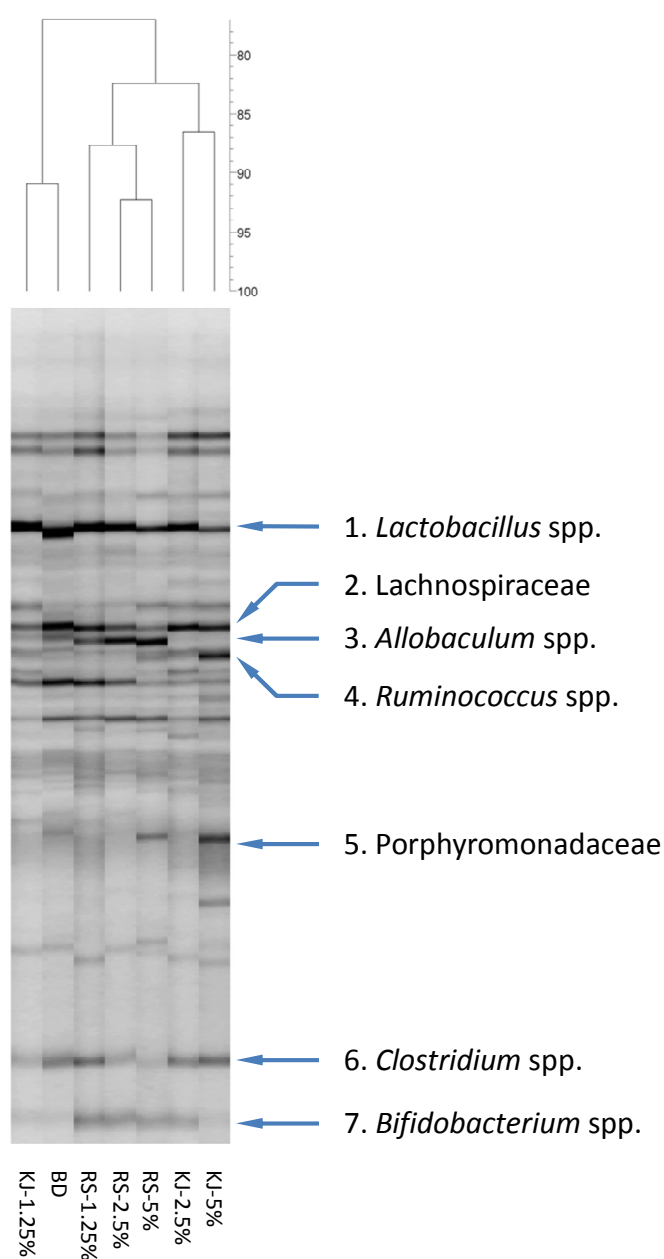 80
85
90
95
100
1. Lactobacillus spp.
2. Lachnospiraceae
3. Allobaculum spp.
4. Ruminococcus spp.
5. Porphyromonadaceae
6. Clostridium spp.
7. Bifidobacterium spp.
KJ-1.25%
BD
RS-1.25%
RS-2.5%
RS-5%
KJ-2.5%
KJ-5%